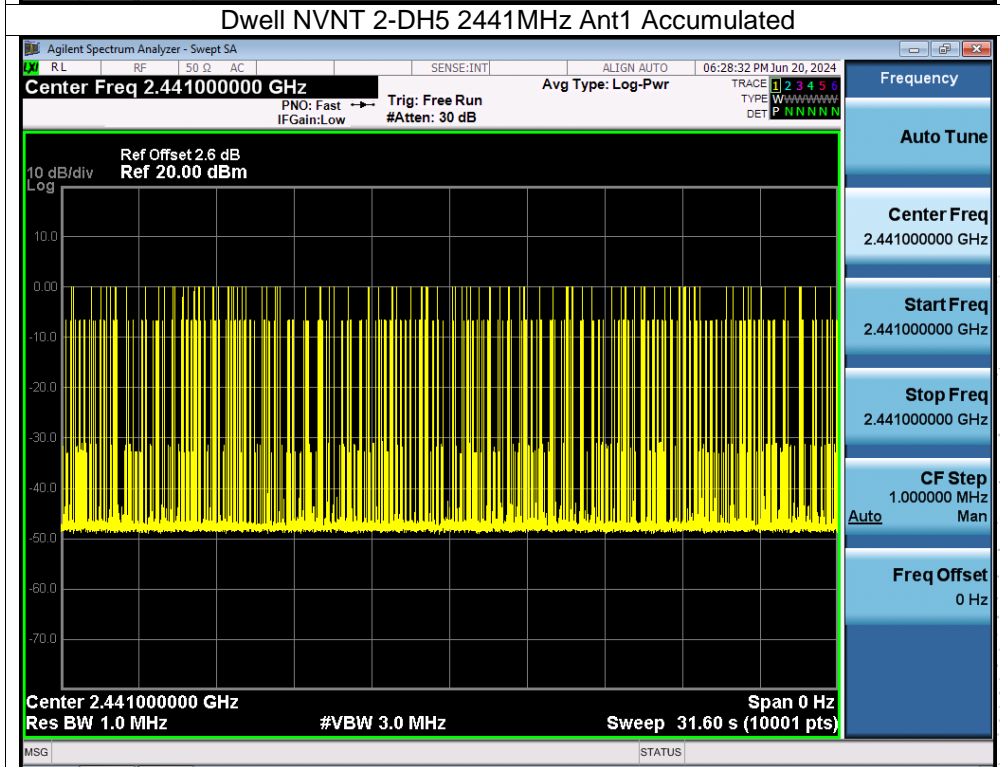 Dwell NVNT 2-DH5 2441MHz Ant1 Accumulated
Agilent Spectrum Analyzer - Swept SA
LXI RL RF 50 Ω AC SENSE:INT ALIGN AUTO 06:28:32 PM Jun 20, 2024
Center Freq 2.441000000 GHz
PNO: Fast
IFGain:Low
Trig: Free Run
#Atten: 30 dB
Avg Type: Log-Pwr
TRACE 1 2 3 4 5 6
TYPE WWWWWWW
DET P N N N N N
Frequency
Auto Tune
Center Freq
2.441000000 GHz
Start Freq
2.441000000 GHz
Stop Freq
2.441000000 GHz
CF Step
1.000000 MHz
Auto Man
Freq Offset
0 Hz
Ref Offset 2.6 dB
10 dB/div Ref 20.00 dBm
Log
10.0
0.00
-10.0
-20.0
-30.0
-40.0
-50.0
-60.0
-70.0
Center 2.441000000 GHz Span 0 Hz
Res BW 1.0 MHz #VBW 3.0 MHz Sweep 31.60 s (10001 pts)
MSG STATUS